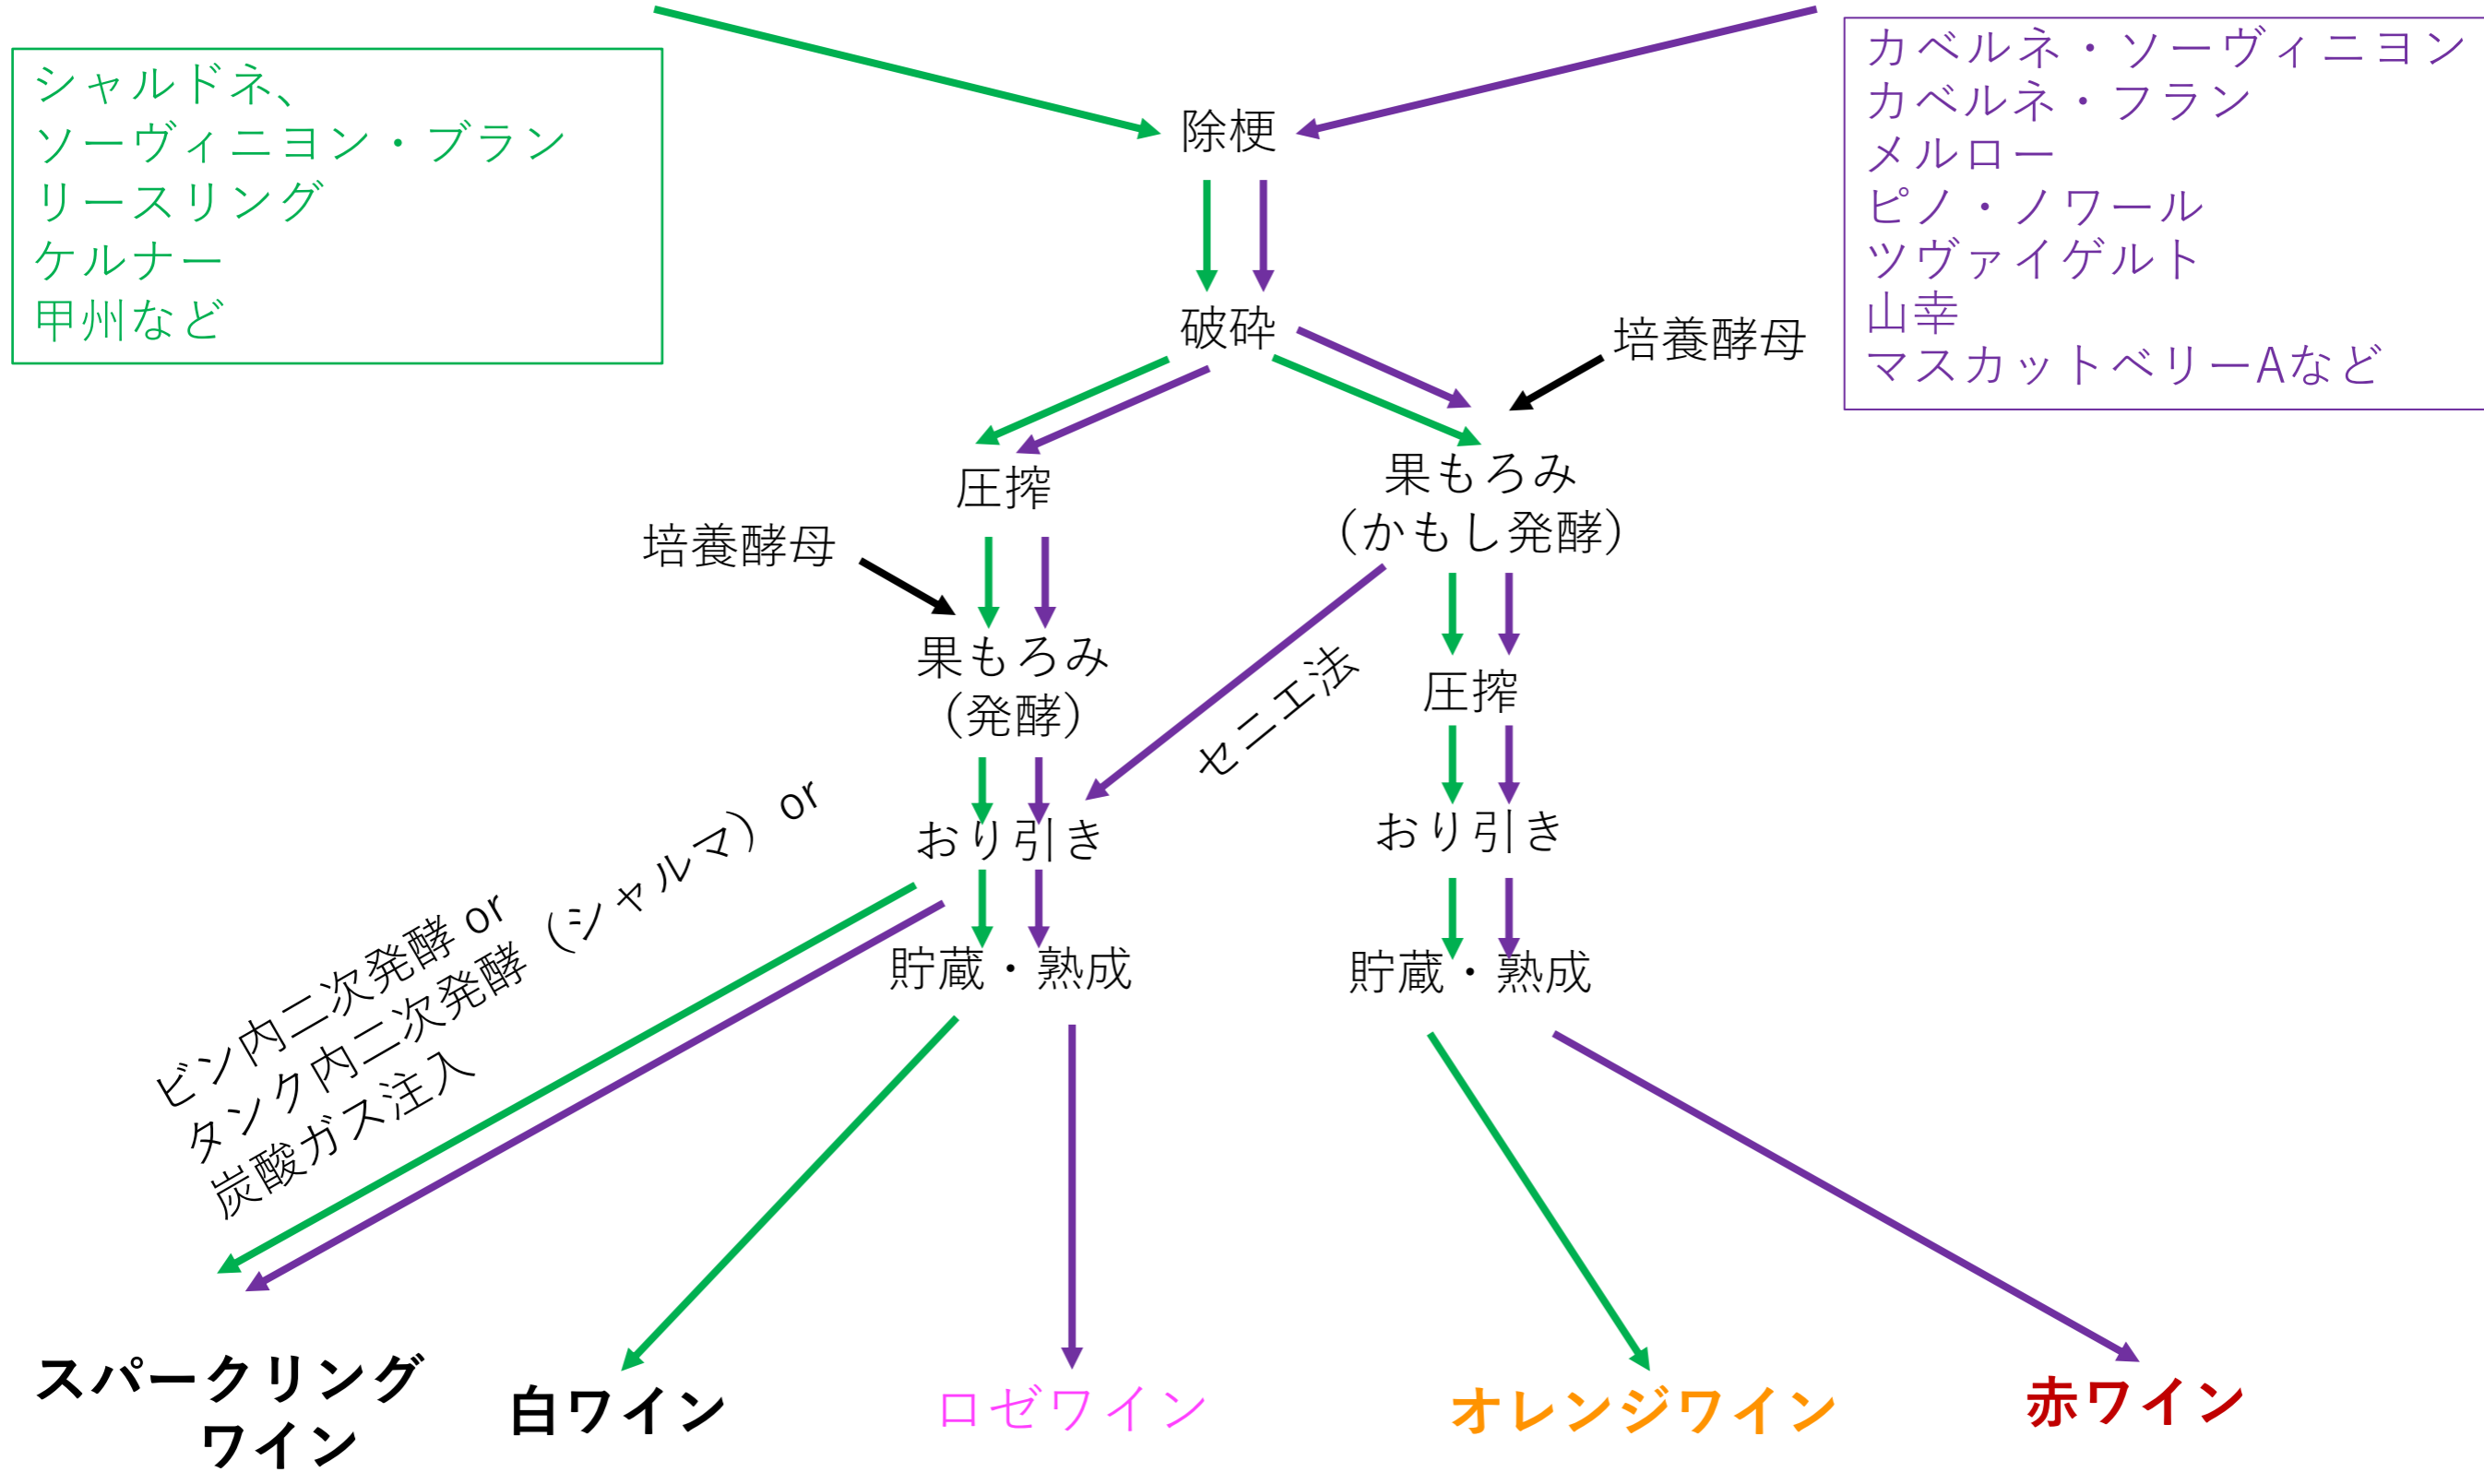 シャルドネ、
ソーヴィニヨン・ブラン
リースリング
ケルナー
甲州など
カベルネ・ソーヴィニヨン
カベルネ・フラン
メルロー
ピノ・ノワール
ツヴァイゲルト
山幸
マスカットベリーAなど
除梗
破砕
培養酵母
圧搾
果もろみ
（かもし発酵）
培養酵母
果もろみ
（発酵）
セニエ法
圧搾
おり引き
おり引き
ビン内二次発酵 or
タンク内二次発酵（シャルマ）or
炭酸ガス注入
貯蔵・熟成
貯蔵・熟成
スパークリング
ワイン
白ワイン
ロゼワイン
オレンジワイン
赤ワイン